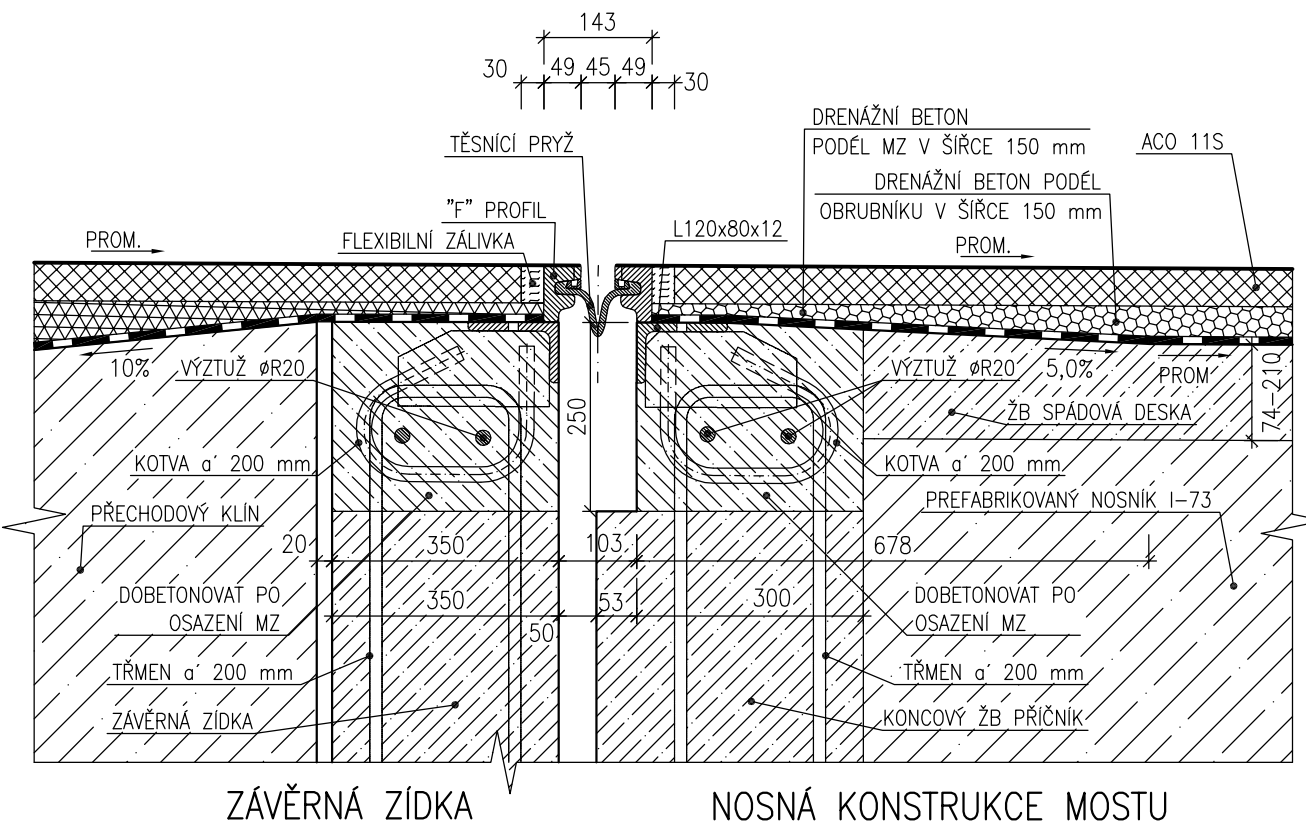 143
30 49 45 49 30
DRENÁŽNÍ BETON
PODÉL MZ V ŠÍŘCE 150 mm
ACO 11S
TĚSNÍCÍ PRYŽ
DRENÁŽNÍ BETON PODÉL
OBRUBNÍKU V ŠÍŘCE 150 mm
"F" PROFIL
L120x80x12
PROM.
FLEXIBILNÍ ZÁLIVKA
PROM.
10%
VÝZTUŽ øR20
VÝZTUŽ øR20
5,0%
PROM
74-210
250
ŽB SPÁDOVÁ DESKA
KOTVA a´ 200 mm
KOTVA a´ 200 mm
PŘECHODOVÝ KLÍN
PREFABRIKOVANÝ NOSNÍK I-73
20 350 103 678
DOBETONOVAT PO
OSAZENÍ MZ
350 53 300
50
DOBETONOVAT PO
OSAZENÍ MZ
TŘMEN a´ 200 mm
TŘMEN a´ 200 mm
ZÁVĚRNÁ ZÍDKA
KONCOVÝ ŽB PŘÍČNÍK
ZÁVĚRNÁ ZÍDKA
NOSNÁ KONSTRUKCE MOSTU